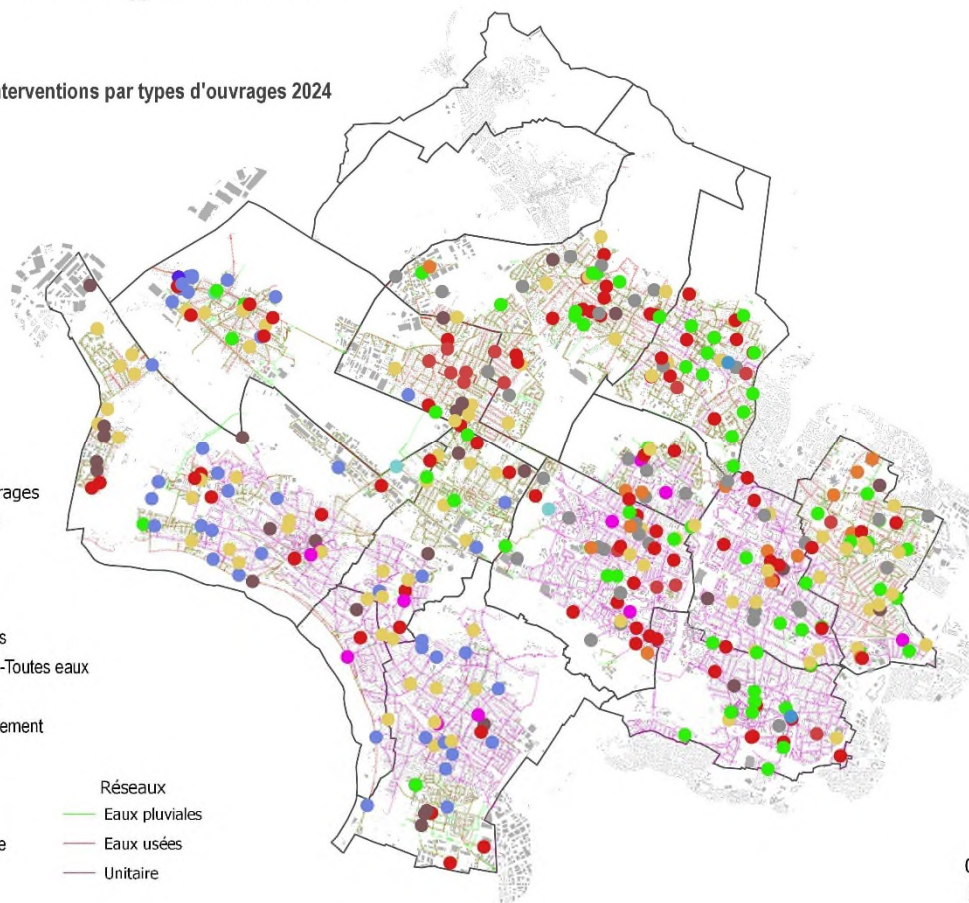 nterventions par types d'ouvrages 2024
rages
s
-Toutes eaux
ement
Réseaux
Eaux pluviales
e
Eaux usées
Unitaire